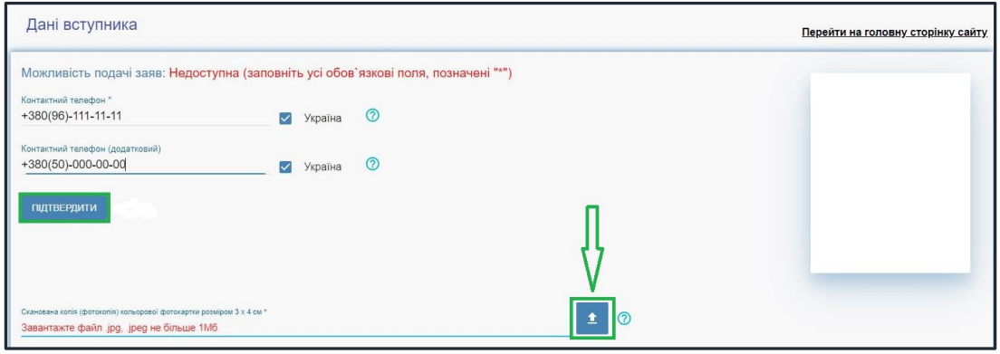 Дані вступника
Перейти на головну сторінку сайту
Можливість подачі заяв: Недоступна (заповніть усі обов`язкові поля, позначені "*")
Контактний телефон *
+380(96)-111-11-11
Україна
Контактний телефон (додатковий)
+380(50)-000-00-00
Україна
ПІДТВЕРДИТИ
Сканована копія (фотокопія) кольорової фотокартки розміром 3 х 4 см *
Завантажте файл .jpg, .jpeg не більше 1Мб